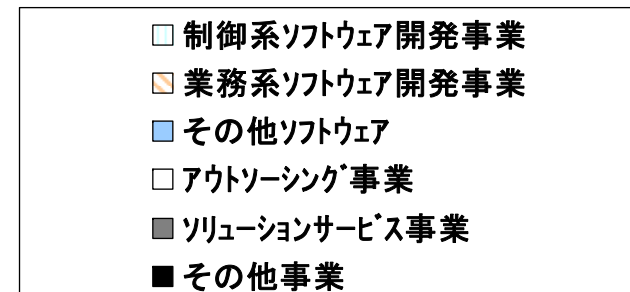 制御系ソフトウェア開発事業
業務系ソフトウェア開発事業
その他ソフトウェア
アウトソーシング事業
ソリューションサービス事業
その他事業